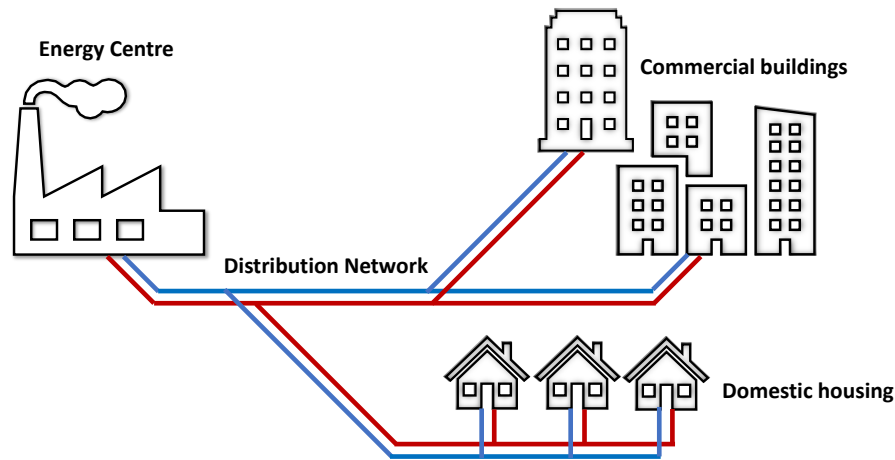 Energy Centre
Commercial buildings
Distribution Network
Domestic housing